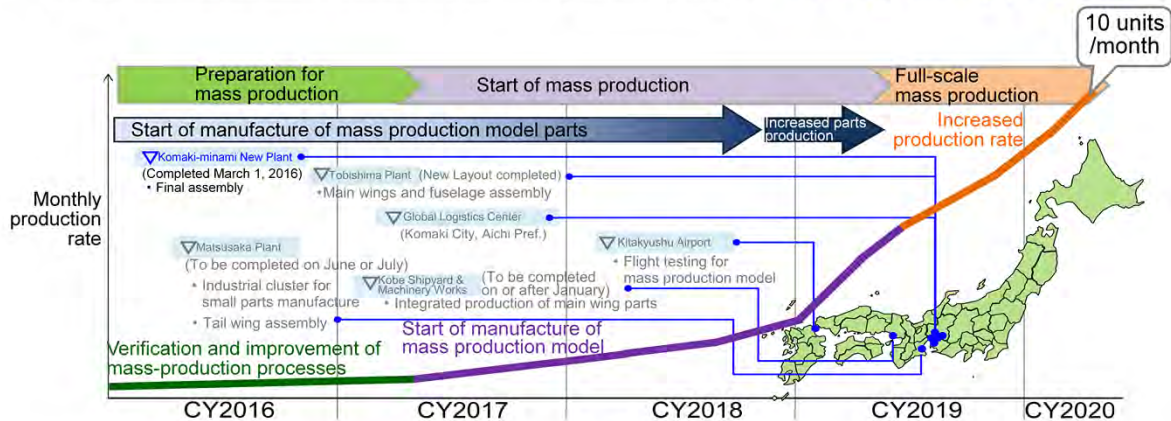 10 units
/month
Preparation for
mass production
Start of mass production
Full-scale
mass production
Start of manufacture of mass production model parts
Increased parts
production
Increased
production rate
Monthly
production
rate
Komaki-minami New Plant
(Completed March 1, 2016)
• Final assembly
Tobishima Plant (New Layout completed)
• Main wings and fuselage assembly
Global Logistics Center
(Komaki City, Aichi Pref.)
Matsusaka Plant
(To be completed on June or July)
• Industrial cluster for
small parts manufacture
• Tail wing assembly
Kobe Shipyard &
Machinery Works
(To be completed
on or after January)
• Integrated production of main wing parts
Kitakyushu Airport
• Flight testing for
mass production model
Verification and improvement of
mass-production processes
Start of manufacture of
mass production model
CY2016
CY2017
CY2018
CY2019
CY2020